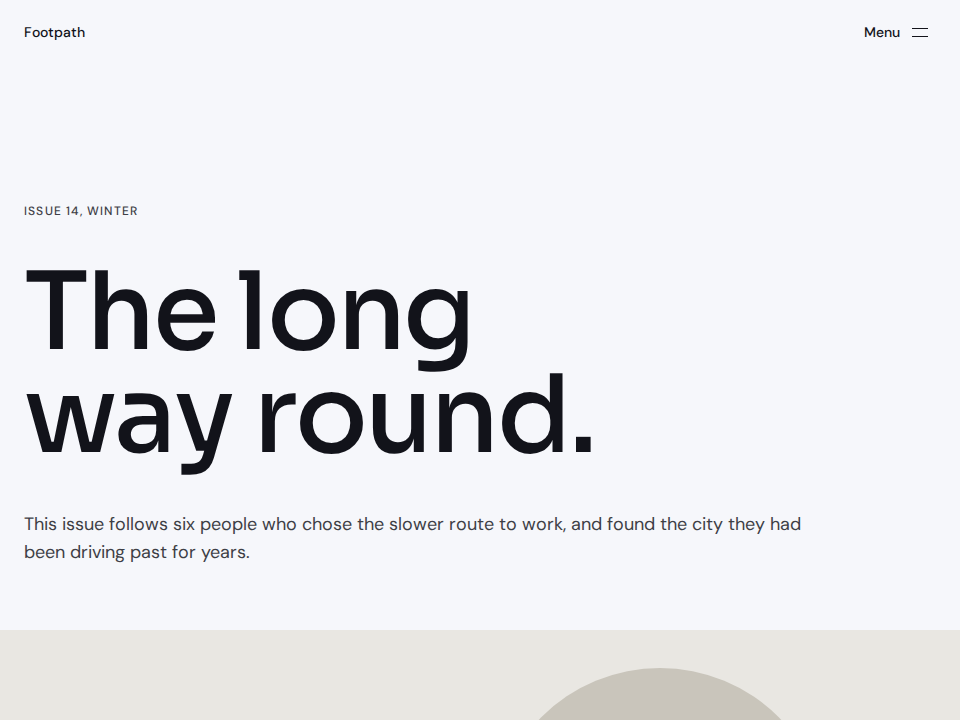 Footpath
Menu
ISSUE 14, WINTER
The long
way round.
This issue follows six people who chose the slower route to work, and found the city they had
been driving past for years.